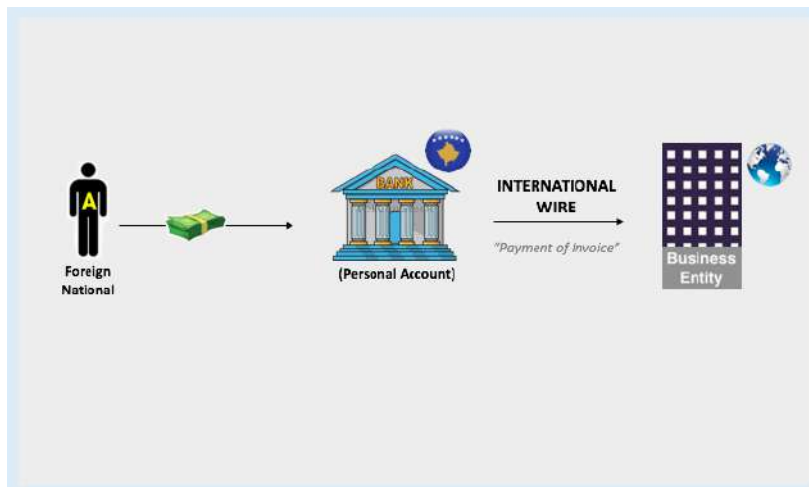 A
Foreign
National
BANK
(Personal Account)
INTERNATIONAL
WIRE
"Payment of Invoice"
Business
Entity